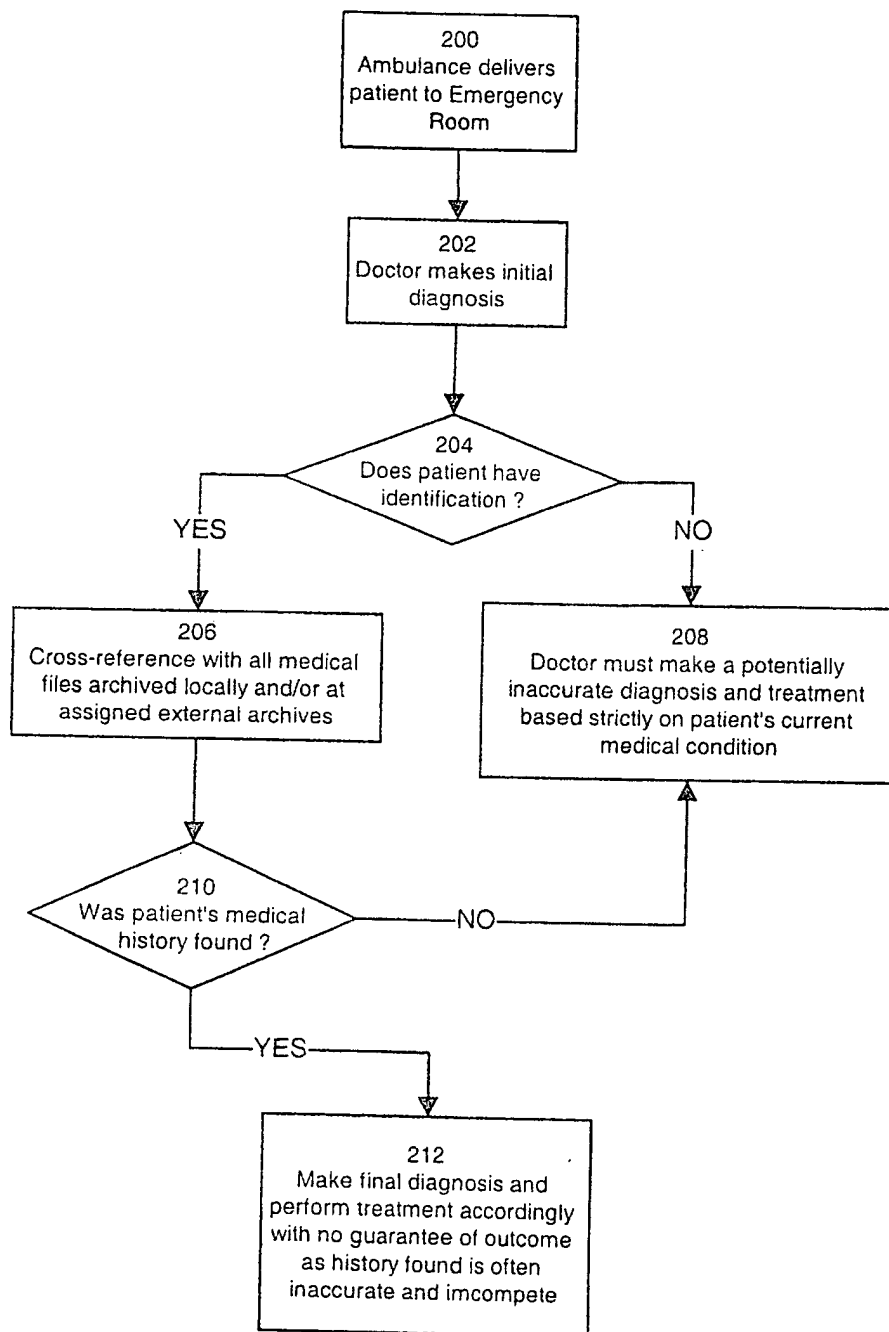 200
Ambulance delivers
patient to Emergency
Room
202
Doctor makes initial
diagnosis
204
Does patient have
identification ?
YES
NO
206
Cross-reference with all medical
files archived locally and/or at
assigned external archives
208
Doctor must make a potentially
inaccurate diagnosis and treatment
based strictly on patient's current
medical condition
210
Was patient's medical
history found ?
NO
YES
212
Make final diagnosis and
perform treatment accordingly
with no guarantee of outcome
as history found is often
inaccurate and imcompete